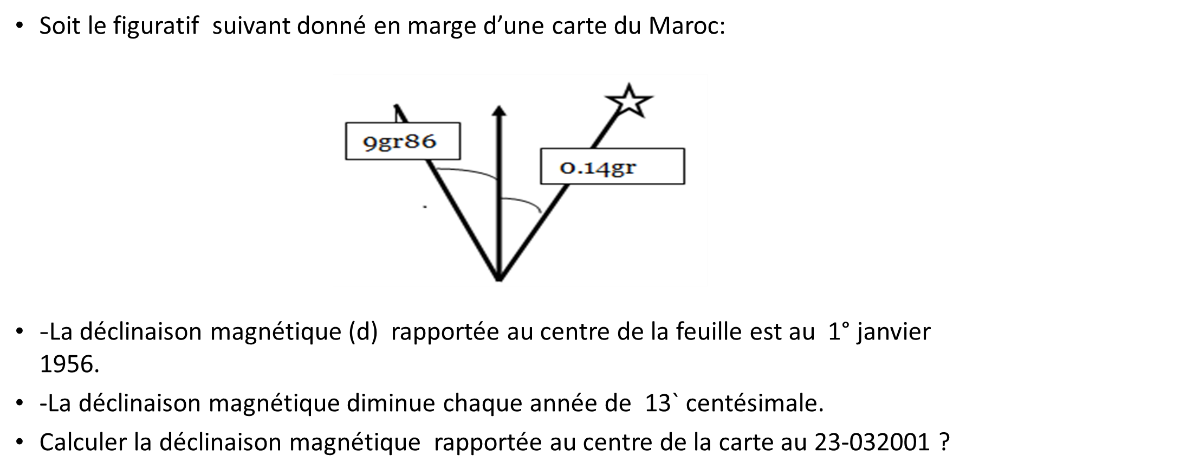 • Soit le figuratif  suivant donné en marge d’une carte du Maroc:
9gr86
0.14gr
• -La déclinaison magnétique (d)  rapportée au centre de la feuille est au  1° janvier
1956.
• -La déclinaison magnétique diminue chaque année de  13` centésimale.
• Calculer la déclinaison magnétique  rapportée au centre de la carte au 23-032001 ?